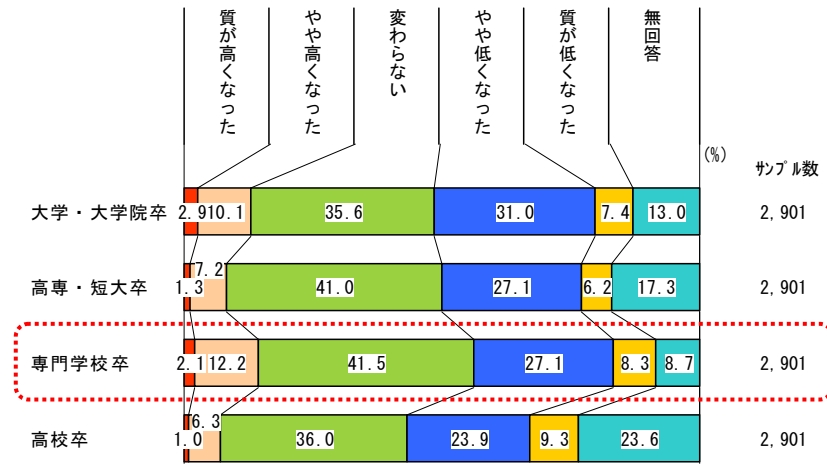 質が高くなった
やや高くなった
変わらない
やや低くなった
質が低くなった
無回答
(%)
サンプル数
大学・大学院卒 2.9 10.1 35.6 31.0 7.4 13.0 2,901
高専・短大卒 1.3 7.2 41.0 27.1 6.2 17.3 2,901
専門学校卒 2.1 12.2 41.5 27.1 8.3 8.7 2,901
高校卒 1.0 6.3 36.0 23.9 9.3 23.6 2,901